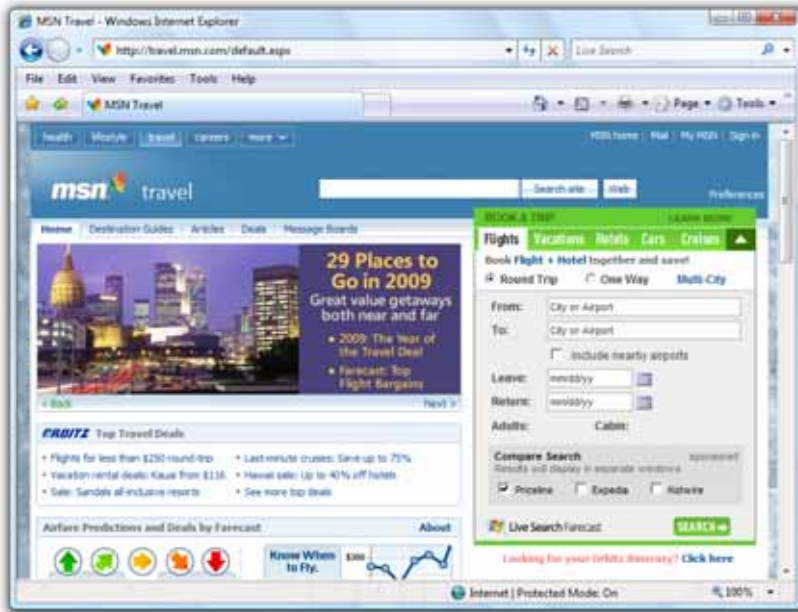 MSN Travel - Windows Internet Explorer
http://travel.msn.com/default.aspx
Live Search
File Edit View Favorites Tools Help
MSN Travel
Page Tools
health lifestyle travel careers more
MSN home Mail My MSN Sign in
msn travel
Search site Web
Preferences
Home Destination Guides Articles Deals Message Boards
29 Places to
Go in 2009
Great value getaways
both near and far
• 2009: The Year of
the Travel Deal
• Forecast: Top
Flight Bargains
< Back Next >
ORBITZ Top Travel Deals
• Flights for less than $250 round-trip
• Vacation rental deals: Kauai from $116
• Sale: Sandals all-inclusive resorts
• Last-minute cruises: Save up to 75%
• Hawaii sale: Up to 40% off hotels
• See more top deals
Airfare Predictions and Deals by Farecast About
Know When
to Fly.
$300
BOOK A TRIP LEARN MORE
Flights Vacations Hotels Cars Cruises
Book Flight + Hotel together and save!
Round Trip One Way Multi-City
From: City or Airport
To: City or Airport
Include nearby airports
Leave: mm/dd/yy
Return: mm/dd/yy
Adults: Cabin:
Compare Search sponsored
Results will display in separate windows
Priceline Expedia Hotwire
Live Search Farecast SEARCH
Looking for your Orbitz itinerary? Click here
Internet | Protected Mode: On 100%